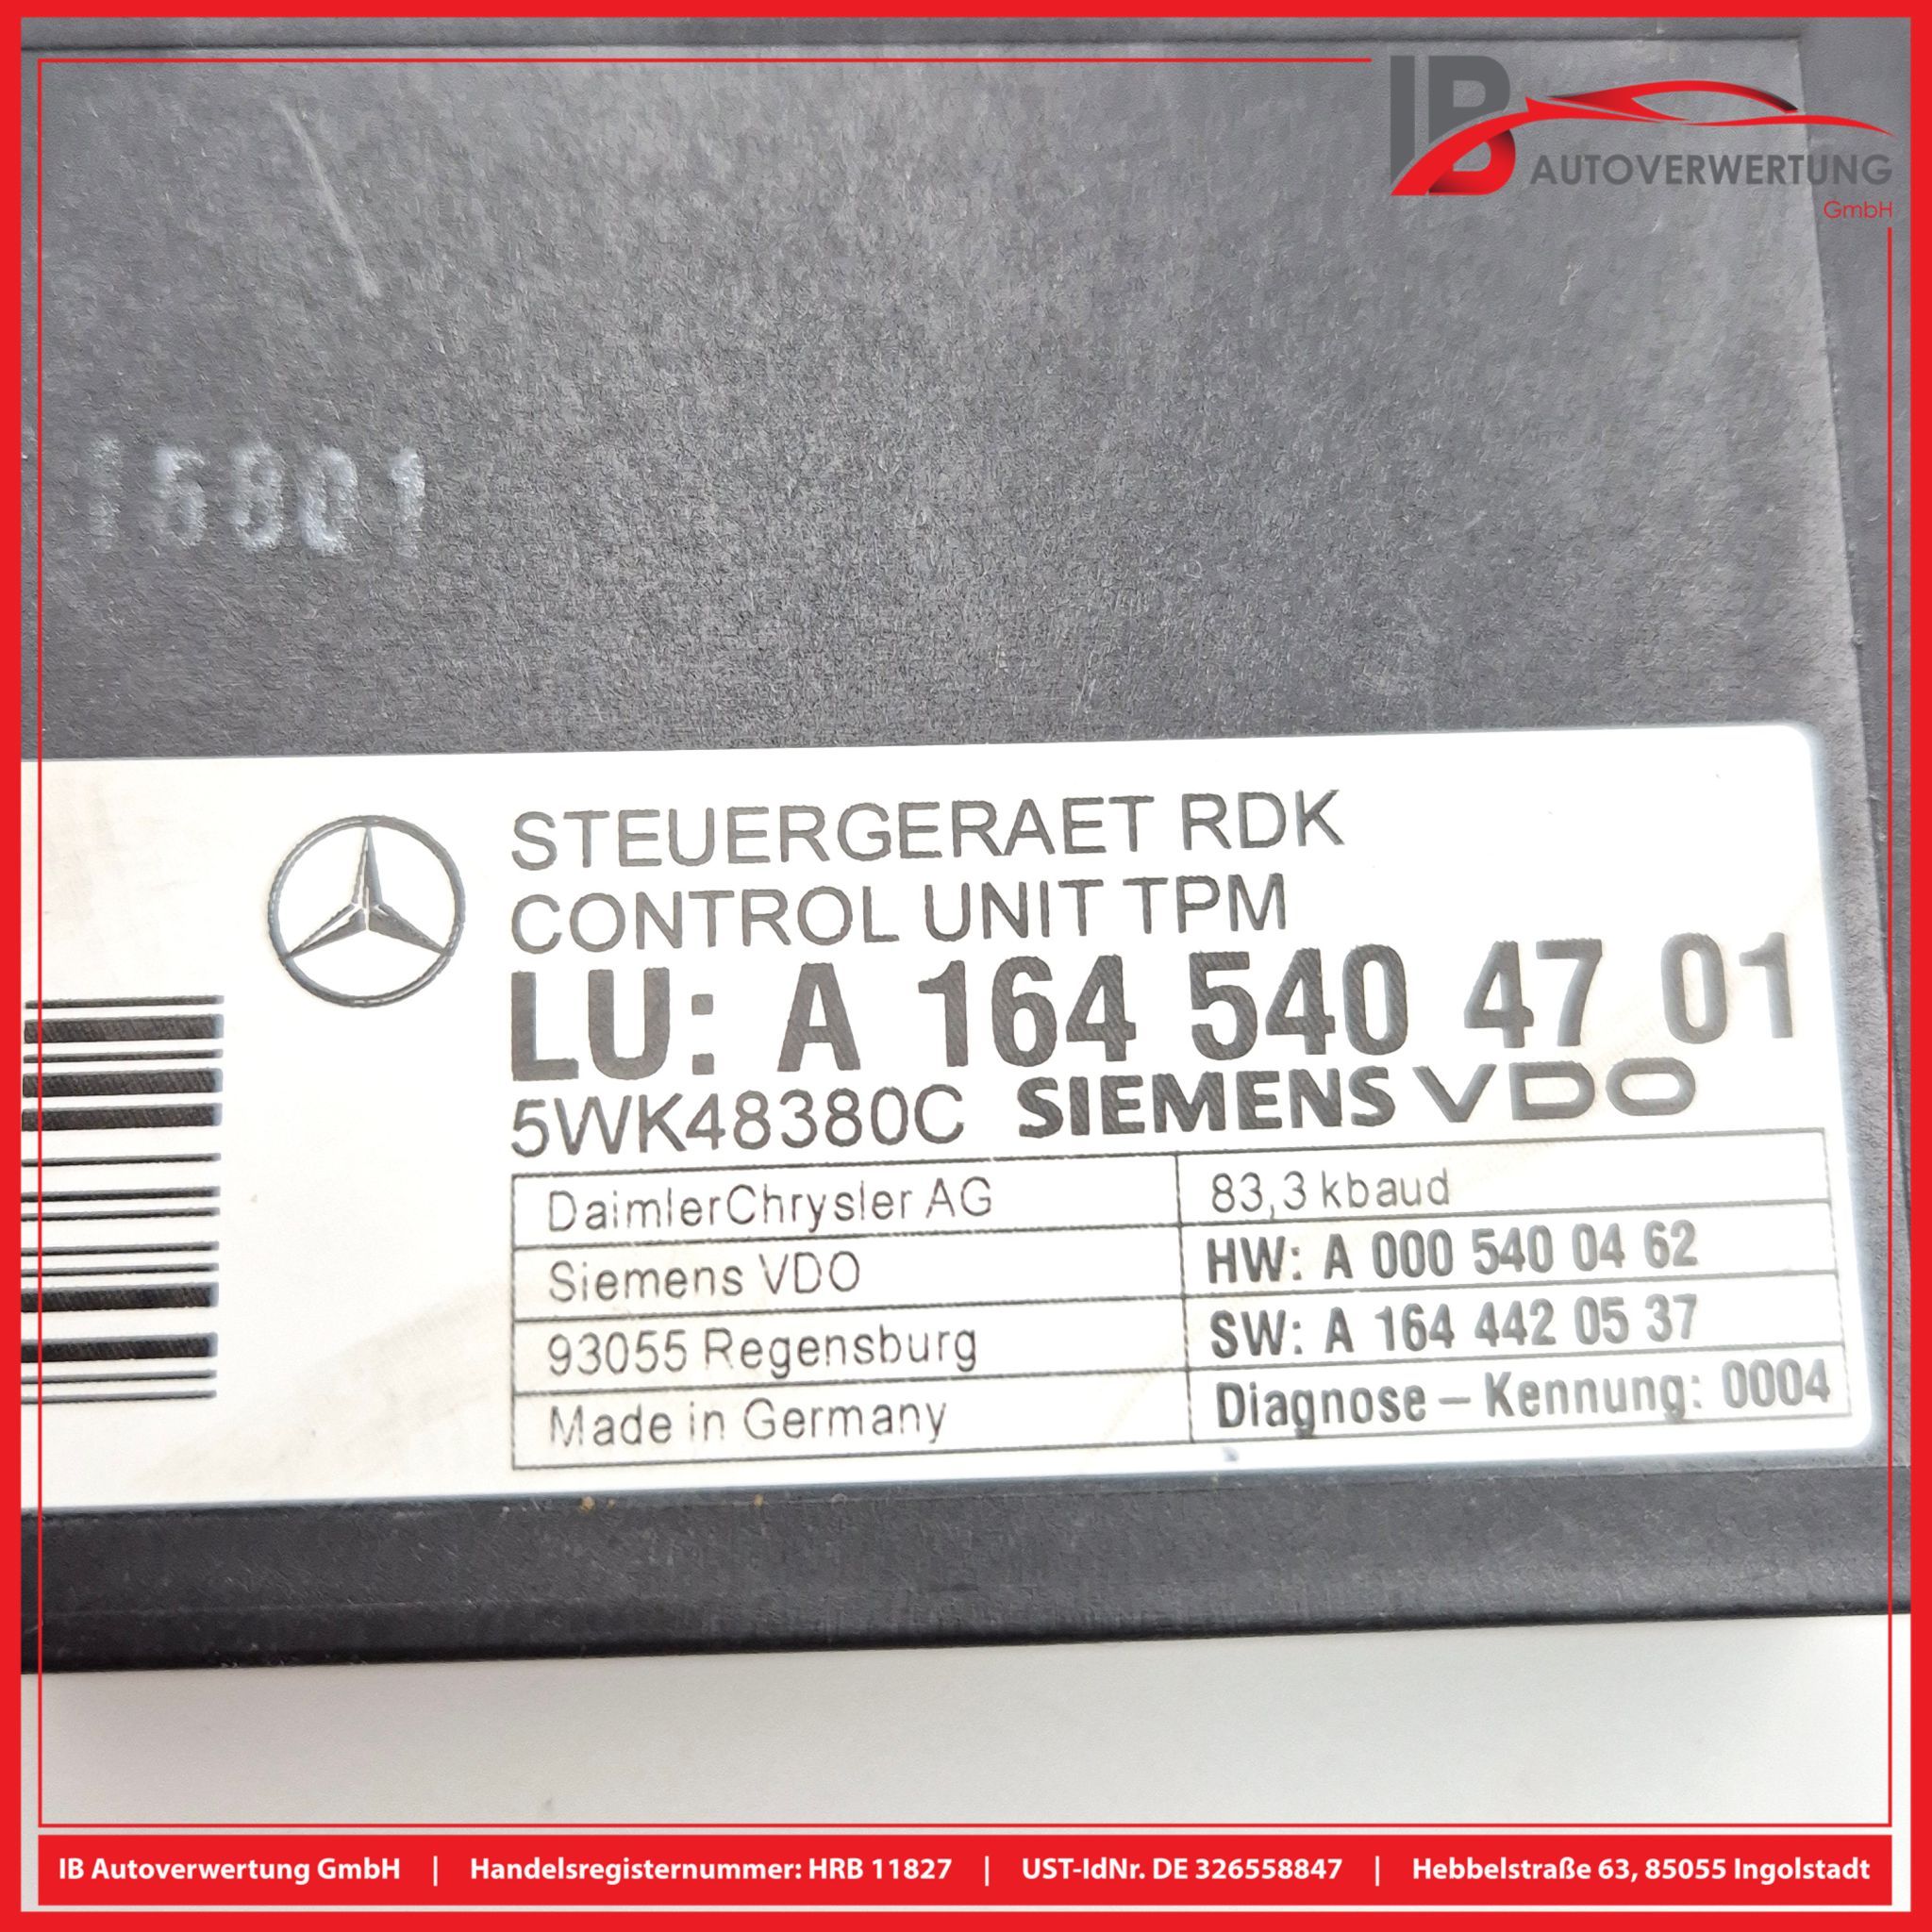 IB
AUTOVERWERTUNG
GmbH
15801
STEUERGERAET RDK
CONTROL UNIT TPM
LU: A 164 540 47 01
5WK48380C SIEMENS VDO
DaimlerChrysler AG 83,3 kbaud
Siemens VDO HW: A 000 540 04 62
93055 Regensburg SW: A 164 442 05 37
Made in Germany Diagnose – Kennung: 0004
IB Autoverwertung GmbH | Handelsregisternummer: HRB 11827 | UST-IdNr. DE 326558847 | Hebbelstraße 63, 85055 Ingolstadt